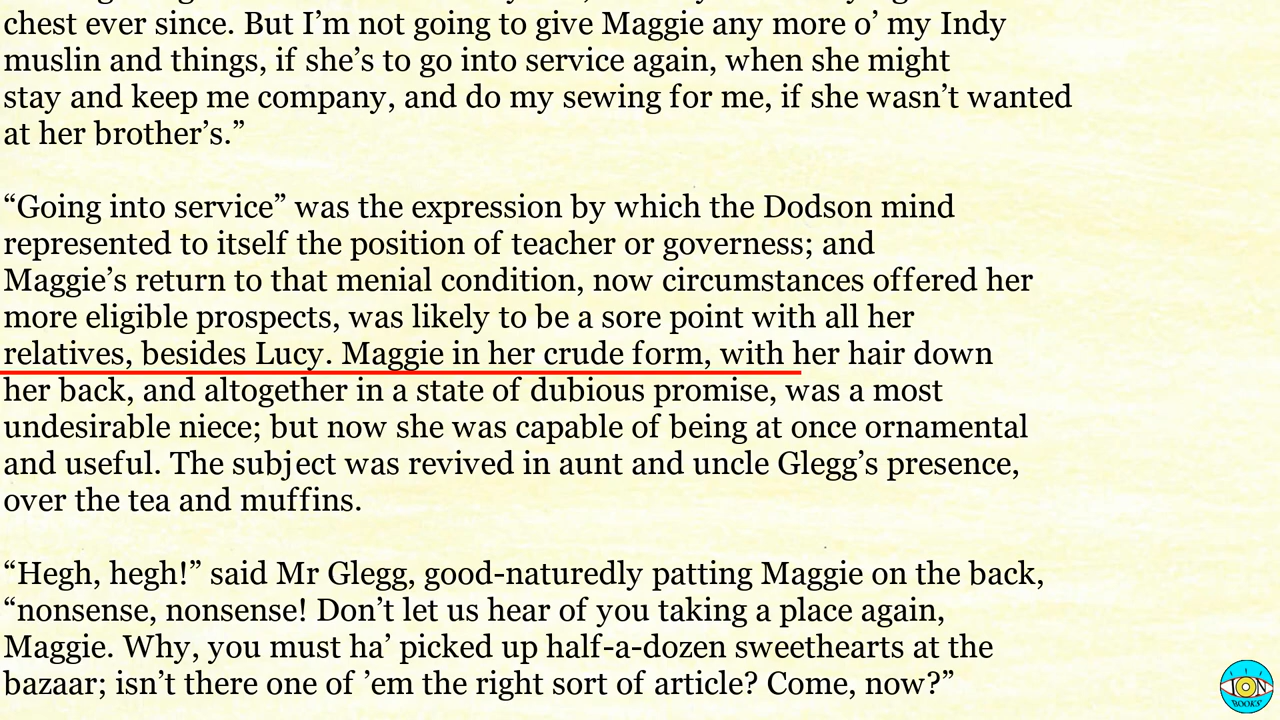 chest ever since. But I’m not going to give Maggie any more o’ my Indy
muslin and things, if she’s to go into service again, when she might
stay and keep me company, and do my sewing for me, if she wasn’t wanted
at her brother’s.”
“Going into service” was the expression by which the Dodson mind
represented to itself the position of teacher or governess; and
Maggie’s return to that menial condition, now circumstances offered her
more eligible prospects, was likely to be a sore point with all her
relatives, besides Lucy. Maggie in her crude form, with her hair down
her back, and altogether in a state of dubious promise, was a most
undesirable niece; but now she was capable of being at once ornamental
and useful. The subject was revived in aunt and uncle Glegg’s presence,
over the tea and muffins.
“Hegh, hegh!” said Mr Glegg, good-naturedly patting Maggie on the back,
“nonsense, nonsense! Don’t let us hear of you taking a place again,
Maggie. Why, you must ha’ picked up half-a-dozen sweethearts at the
bazaar; isn’t there one of ’em the right sort of article? Come, now?”
ION
BOOKS